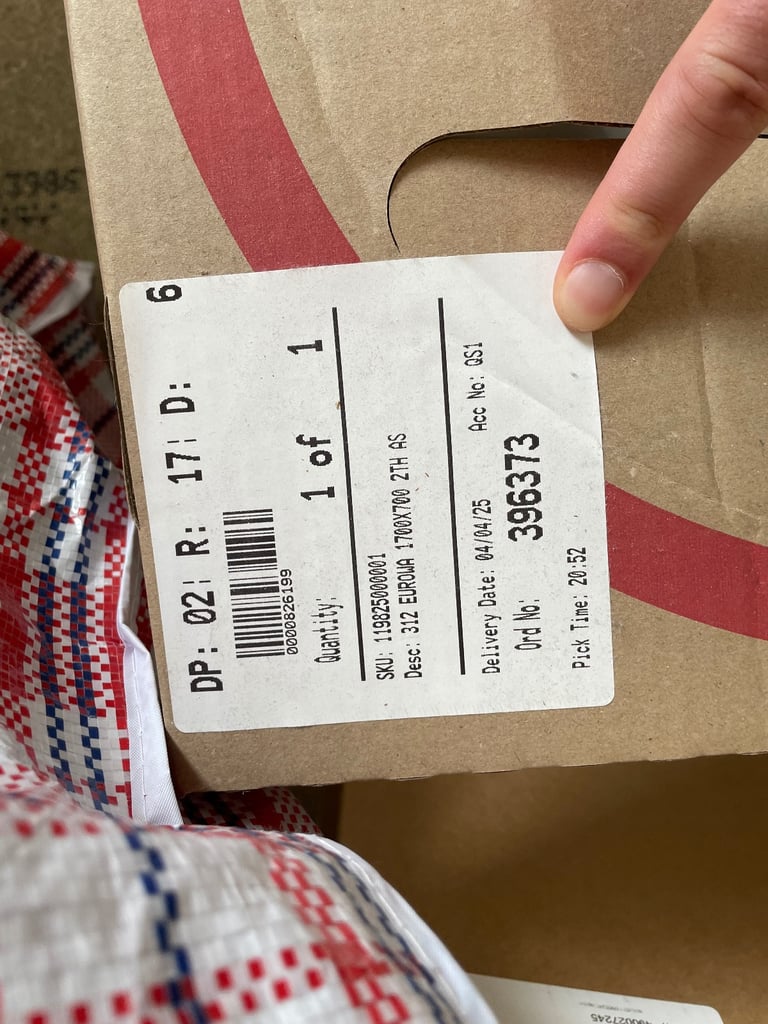 DP: 02: R: 17: D: 6
0000826199
Quantity: 1 of 1
SKU: 119825000001
Desc: 312 EUROWA 1700X700 2TH AS
Delivery Date: 04/04/25 Acc No: QS1
Ord No: 396373
Pick Time: 20:52